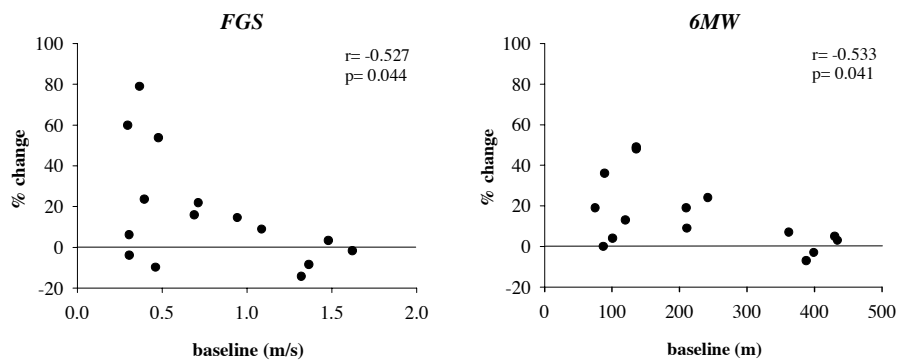 FGS
r= -0.527
p= 0.044
% change
100
80
60
40
20
0
-20
0.0 0.5 1.0 1.5 2.0
baseline (m/s)
6MW
r= -0.533
p= 0.041
% change
100
80
60
40
20
0
-20
0 100 200 300 400 500
baseline (m)